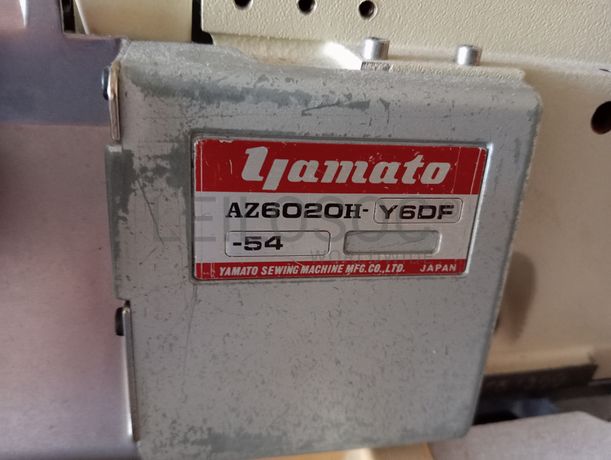 Yamato
AZ6020H- Y6DF
-54
YAMATO SEWING MACHINE MFG.CO.,LTD. JAPAN